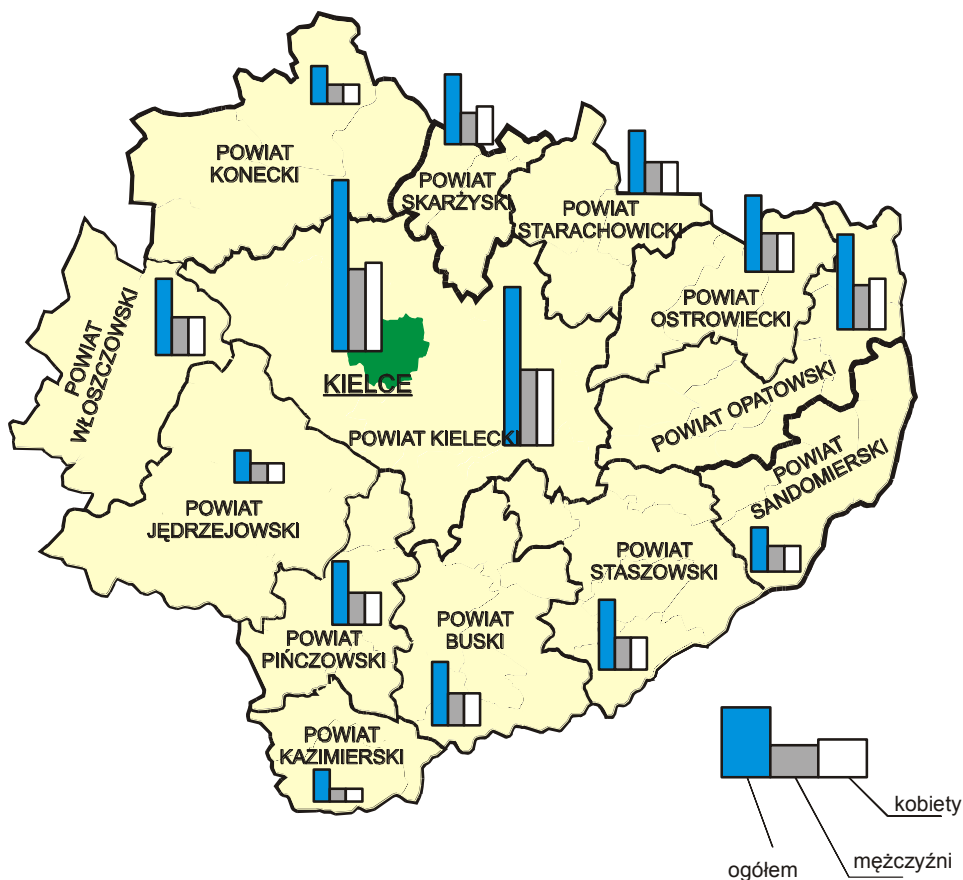 POWIAT
KONECKI
POWIAT
SKARŻYSKI
POWIAT
STARACHOWICKI
POWIAT
OSTROWIECKI
POWIAT
WŁOSZCZOWSKI
KIELCE
POWIAT KIELECKI
POWIAT OPATOWSKI
POWIAT
SANDOMIERSKI
POWIAT
JĘDRZEJOWSKI
POWIAT
STASZOWSKI
POWIAT
PIŃCZOWSKI
POWIAT
BUSKI
POWIAT
KAZIMIERSKI
kobiety
mężczyźni
ogółem